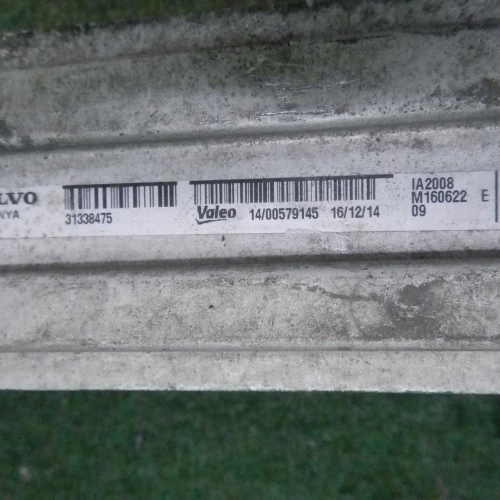 LVO
NYA
31338475
Valeo 14/00579145 16/12/14
IA2008
M160622 E
09